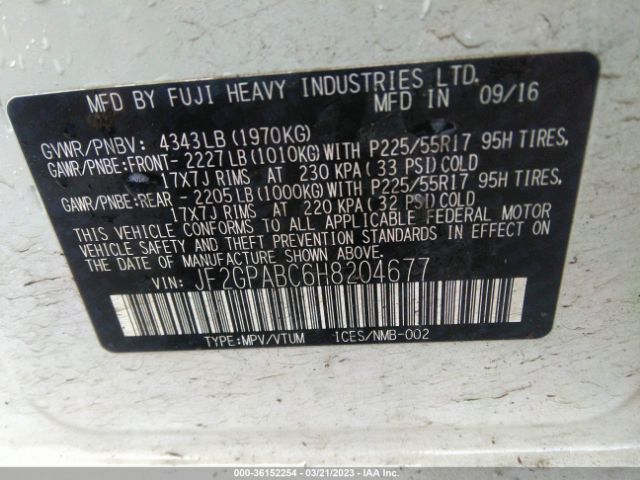 MFD BY FUJI HEAVY INDUSTRIES LTD.
MFD IN 09/16
GVWR/PNBV: 4343LB(1970KG)
GAWR/PNBE:FRONT-2227LB(1010KG)WITH P225/55R17 95H TIRES,
17X7J RIMS AT 230 KPA(33 PSI)COLD
GAWR/PNBE:REAR -2205LB(1000KG)WITH P225/55R17 95H TIRES,
17X7J RIMS AT 220 KPA(32 PSI)COLD
THIS VEHICLE CONFORMS TO ALL APPLICABLE FEDERAL MOTOR
VEHICLE SAFETY AND THEFT PREVENTION STANDARDS IN EFFECT ON
THE DATE OF MANUFACTURE SHOWN ABOVE.
VIN: JF2GPABC6H8204677
TYPE:MPV/VTUM ICES/NMB-002
000-36152254 - 03/21/2023 - IAA Inc.